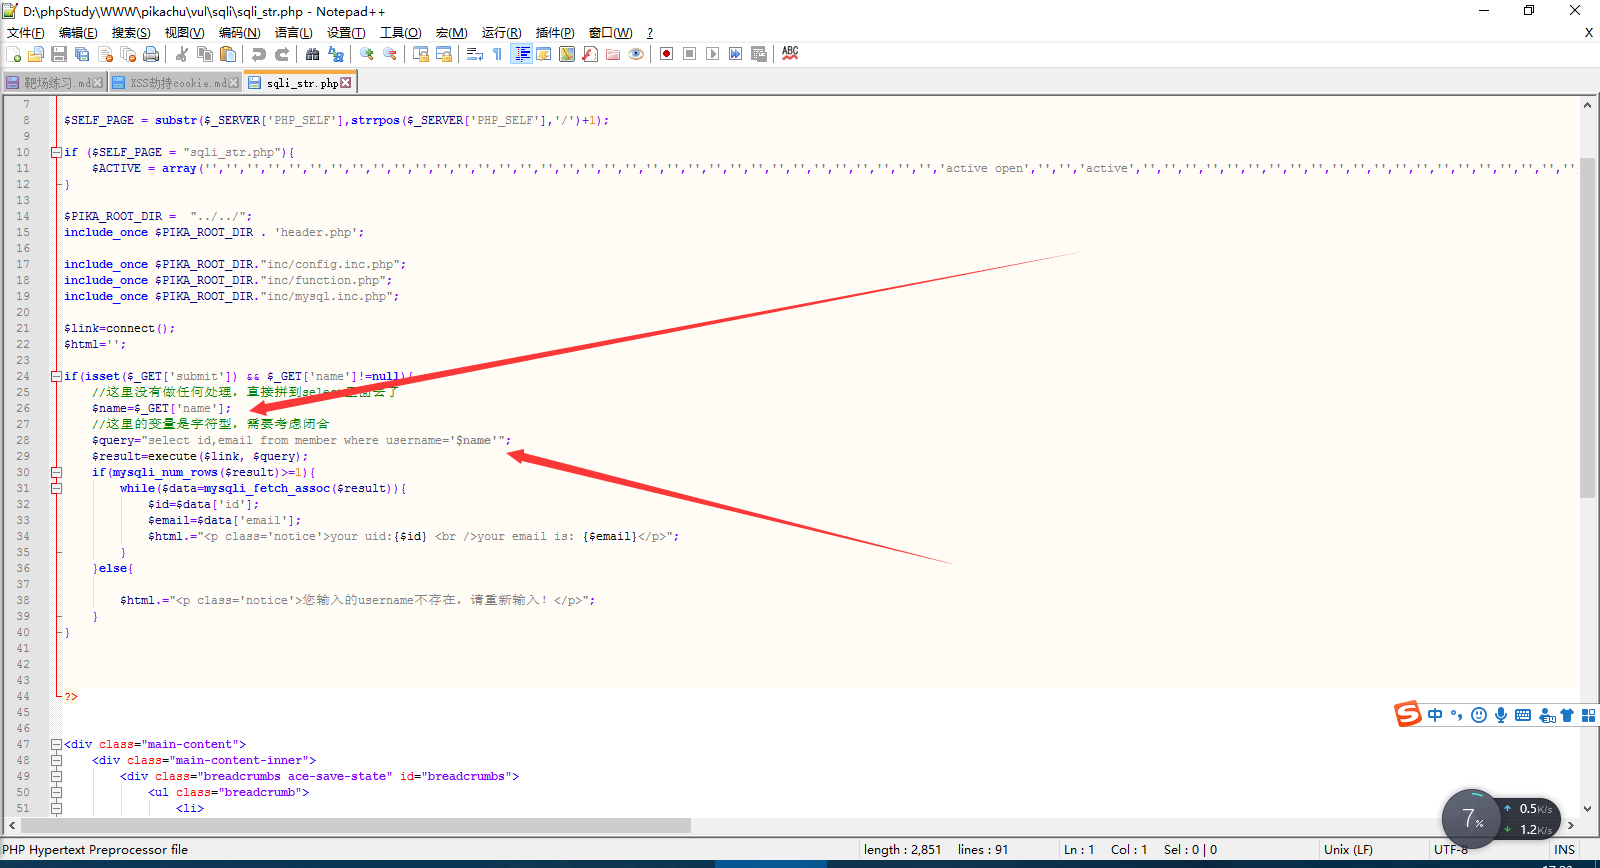 D:\phpStudy\WWW\pikachu\vul\sqli\sqli_str.php - Notepad++
文件(F) 编辑(E) 搜索(S) 视图(V) 编码(N) 语言(L) 设置(T) 工具(O) 宏(M) 运行(R) 插件(P) 窗口(W) ? X
靶场练习.md XSS劫持cookie.md sqli_str.php
7
8 $SELF_PAGE = substr($_SERVER['PHP_SELF'],strrpos($_SERVER['PHP_SELF'],'/')+1);
9
10 if ($SELF_PAGE = "sqli_str.php"){
11 $ACTIVE = array('','','','','','','','','','','','','','','','','','','','','','','','','','','','','','','','','','','','active open','','','active','','','','','','','','','','','','','','','','','','','','',''
12 }
13
14 $PIKA_ROOT_DIR = "../../";
15 include_once $PIKA_ROOT_DIR . 'header.php';
16
17 include_once $PIKA_ROOT_DIR."inc/config.inc.php";
18 include_once $PIKA_ROOT_DIR."inc/function.php";
19 include_once $PIKA_ROOT_DIR."inc/mysql.inc.php";
20
21 $link=connect();
22 $html='';
23
24 if(isset($_GET['submit']) && $_GET['name']!=null){
25 //这里没有做任何处理，直接拼到select里面去了
26 $name=$_GET['name'];
27 //这里的变量是字符型，需要考虑闭合
28 $query="select id,email from member where username='$name'";
29 $result=execute($link, $query);
30 if(mysqli_num_rows($result)>=1){
31 while($data=mysqli_fetch_assoc($result)){
32 $id=$data['id'];
33 $email=$data['email'];
34 $html.="<p class='notice'>your uid:{$id} <br />your email is: {$email}</p>";
35 }
36 }else{
37
38 $html.="<p class='notice'>您输入的username不存在，请重新输入！</p>";
39 }
40 }
41
42
43
44 ?>
45
46
47 <div class="main-content">
48 <div class="main-content-inner">
49 <div class="breadcrumbs ace-save-state" id="breadcrumbs">
50 <ul class="breadcrumb">
51 <li>
中
7%
0.5K/s
1.2K/s
PHP Hypertext Preprocessor file length : 2,851 lines : 91 Ln : 1 Col : 1 Sel : 0 | 0 Unix (LF) UTF-8 INS